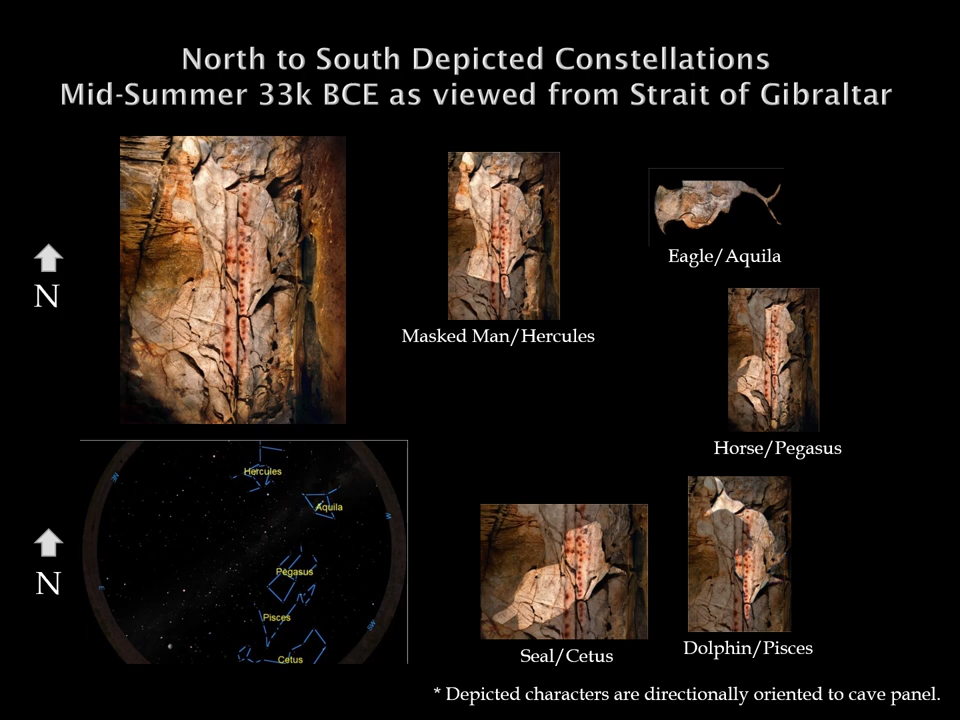 North to South Depicted Constellations
Mid-Summer 33k BCE as viewed from Strait of Gibraltar
Eagle/Aquila
N
Masked Man/Hercules
Horse/Pegasus
Hercules
NE
Aquila
W
N
Pegasus
E
Pisces
SW
Cetus
Seal/Cetus
Dolphin/Pisces
* Depicted characters are directionally oriented to cave panel.